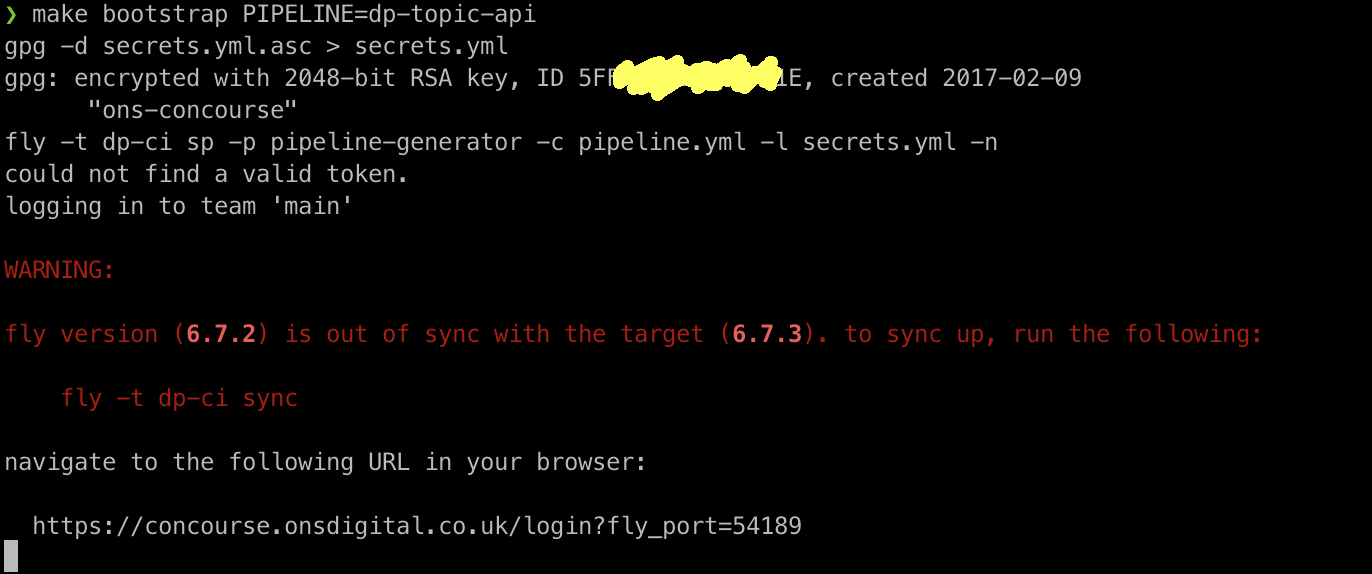 ❯ make bootstrap PIPELINE=dp-topic-api
gpg -d secrets.yml.asc > secrets.yml
gpg: encrypted with 2048-bit RSA key, ID created 2017-02-09
"ons-concourse"
fly -t dp-ci sp -p pipeline-generator -c pipeline.yml -l secrets.yml -n
could not find a valid token.
logging in to team 'main'
WARNING:
fly version (6.7.2) is out of sync with the target (6.7.3). to sync up, run the following:
fly -t dp-ci sync
navigate to the following URL in your browser:
https://concourse.onsdigital.co.uk/login?fly_port=54189